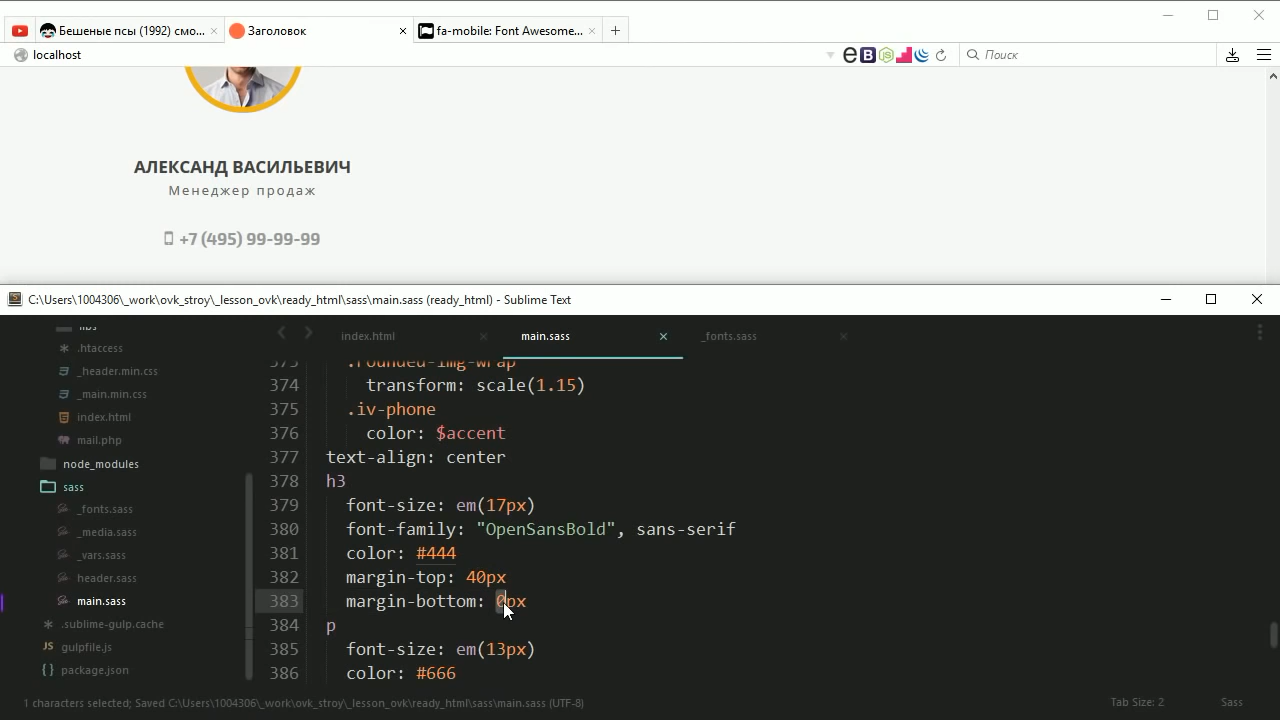 Бешеные псы (1992) смо...
Заголовок
fa-mobile: Font Awesome...
localhost
Поиск
АЛЕКСАНД ВАСИЛЬЕВИЧ
Менеджер продаж
+7 (495) 99-99-99
C:\Users\1004306\_work\ovk_stroy\_lesson_ovk\ready_html\sass\main.sass (ready_html) - Sublime Text
index.html
main.sass
_fonts.sass
libs
.htaccess
_header.min.css
_main.min.css
index.html
mail.php
node_modules
sass
_fonts.sass
_media.sass
_vars.sass
header.sass
main.sass
.sublime-gulp.cache
gulpfile.js
package.json
373 .rounded-img-wrap
374 transform: scale(1.15)
375 .iv-phone
376 color: $accent
377 text-align: center
378 h3
379 font-size: em(17px)
380 font-family: "OpenSansBold", sans-serif
381 color: #444
382 margin-top: 40px
383 margin-bottom: 0px
384 p
385 font-size: em(13px)
386 color: #666
1 characters selected; Saved C:\Users\1004306\_work\ovk_stroy\_lesson_ovk\ready_html\sass\main.sass (UTF-8)
Tab Size: 2
Sass